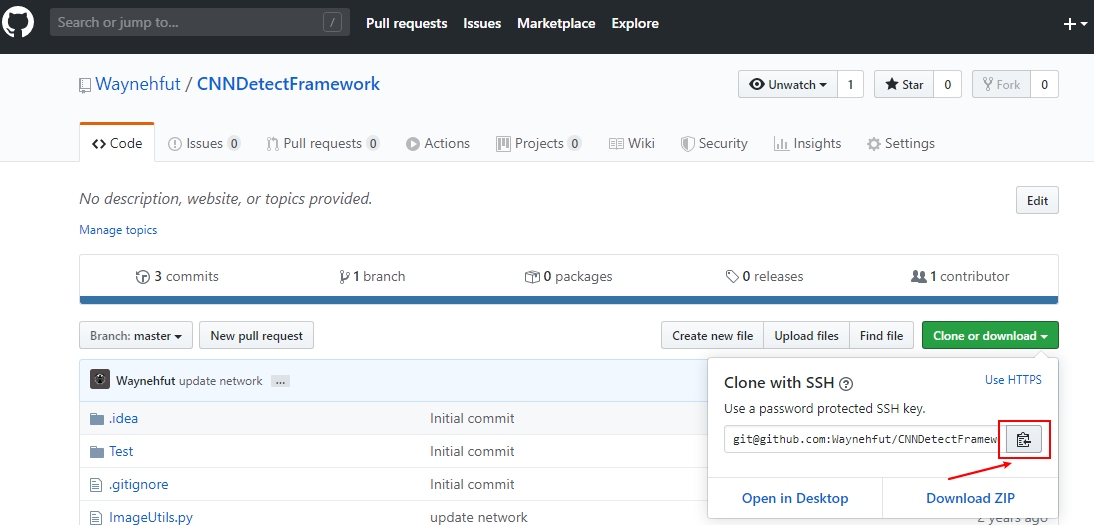 Search or jump to... /
Pull requests Issues Marketplace Explore
Waynehfut / CNNDetectFramework
Unwatch 1 Star 0 Fork 0
Code Issues 0 Pull requests 0 Actions Projects 0 Wiki Security Insights Settings
No description, website, or topics provided.
Edit
Manage topics
3 commits 1 branch 0 packages 0 releases 1 contributor
Branch: master New pull request Create new file Upload files Find file Clone or download
Waynehfut update network ...
.idea Initial commit
Test Initial commit
.gitignore Initial commit
ImageUtils.py update network 2 years ago
Clone with SSH ?
Use HTTPS
Use a password protected SSH key.
git@github.com:Waynehfut/CNNDetectFramew
Open in Desktop Download ZIP